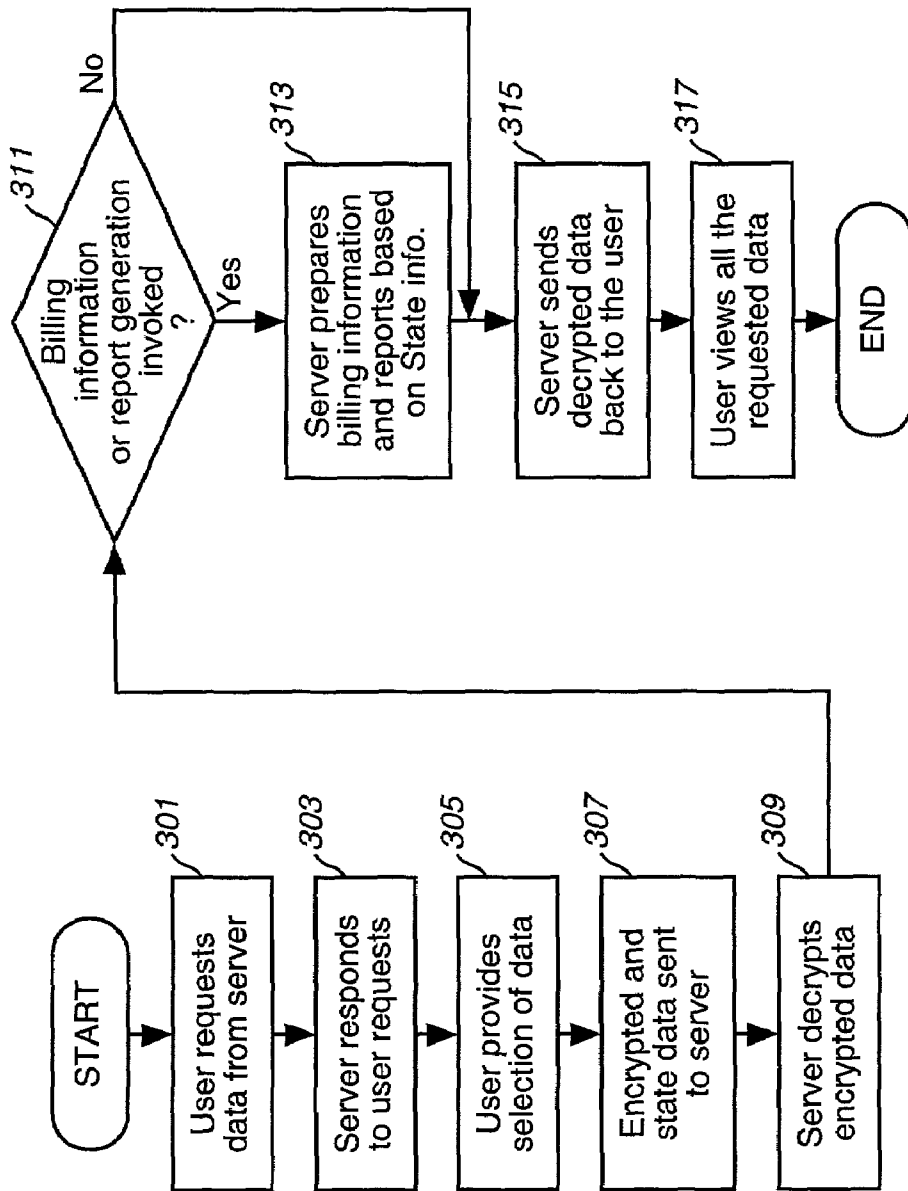 START
301
User requests
data from server
303
Server responds
to user requests
305
User provides
selection of data
307
Encrypted and
state data sent
to server
309
Server decrypts
encrypted data
311
Billing
information
or report generation
invoked
?
No
Yes
313
Server prepares
billing information
and reports based
on State info.
315
Server sends
decrypted data
back to the user
317
User views all the
requested data
END